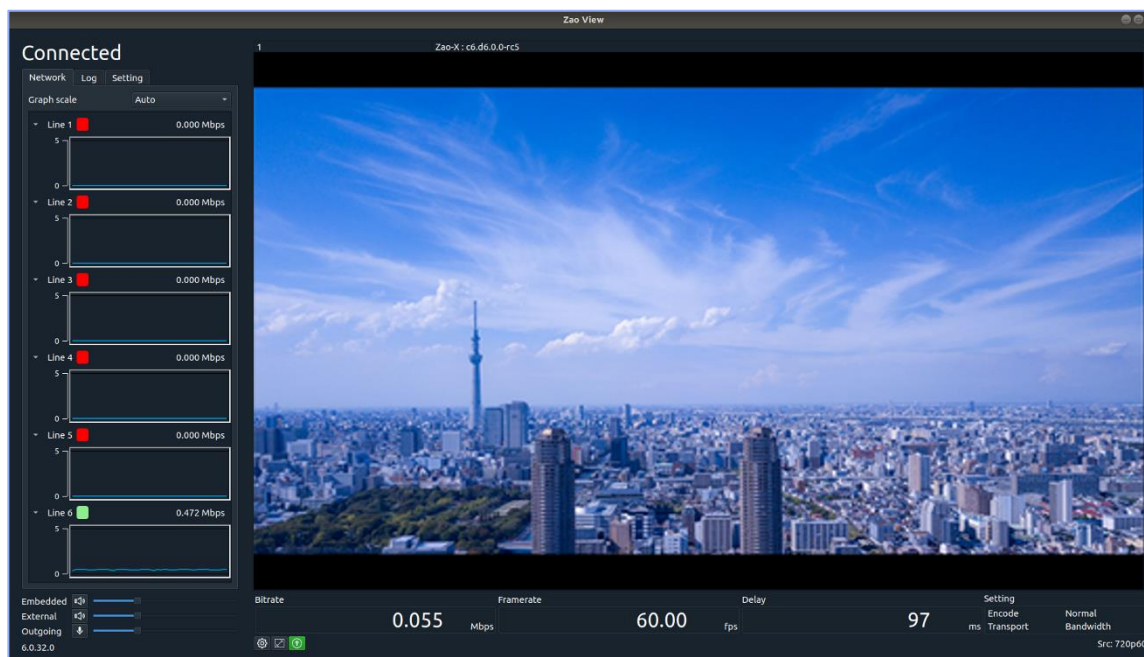 Zao View
Connected
Network Log Setting
Graph scale Auto
Line 1 0.000 Mbps
5
0
Line 2 0.000 Mbps
5
0
Line 3 0.000 Mbps
5
0
Line 4 0.000 Mbps
5
0
Line 5 0.000 Mbps
5
0
Line 6 0.472 Mbps
5
0
Embedded
External
Outgoing
6.0.32.0
1 Zao-X : c6.d6.0.0-rc5
Bitrate Framerate Delay Setting
0.055 Mbps 60.00 fps 97 ms
Encode Normal
Transport Bandwidth
Src: 720p60